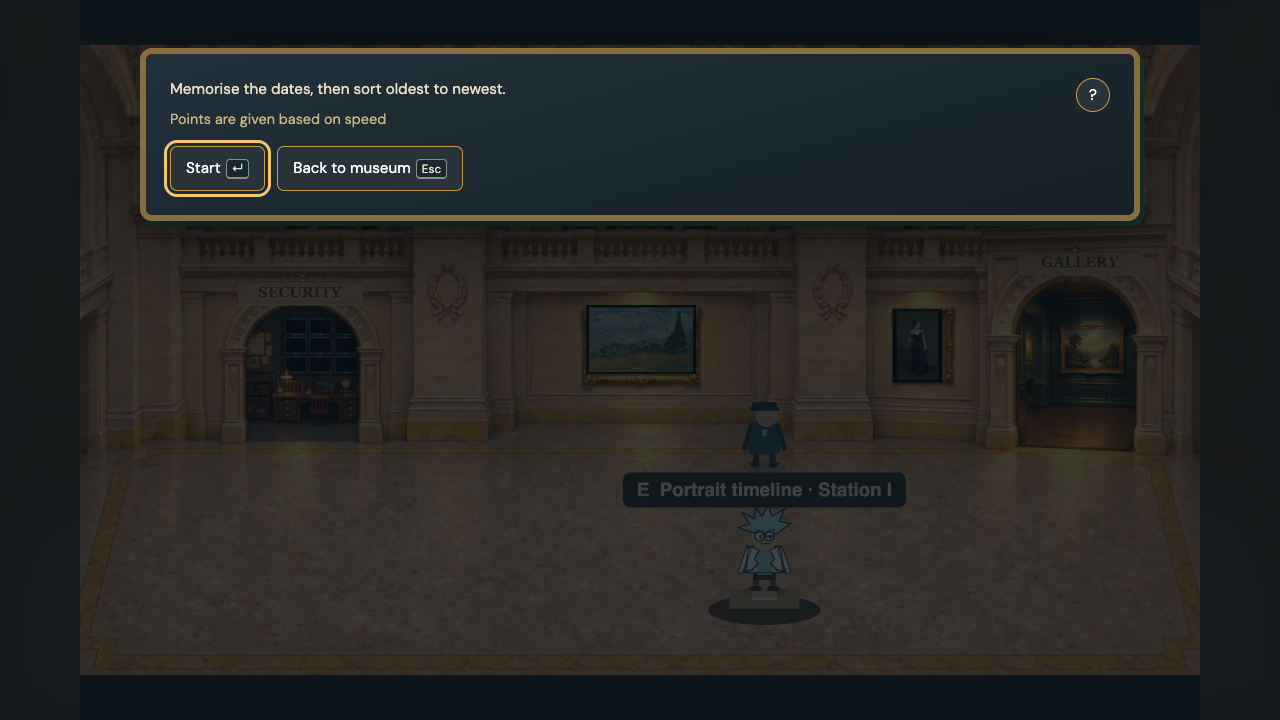 Memorise the dates, then sort oldest to newest.
?
Points are given based on speed
Start ↵
Back to museum Esc
GALLERY
SECURITY
E Portrait timeline · Station I